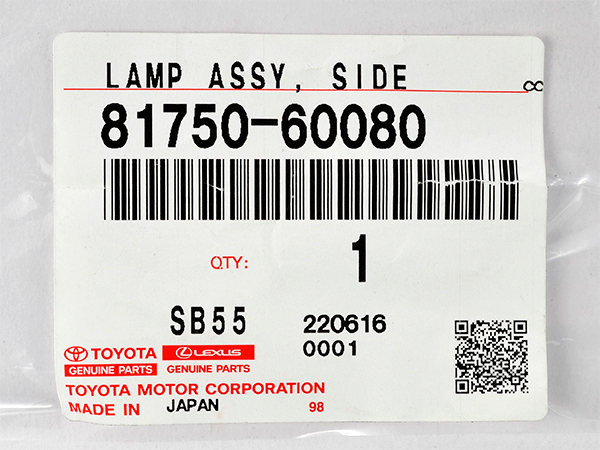 LAMP ASSY, SIDE
81750-60080
QTY: 1
SB55 220616
0001
TOYOTA LEXUS
GENUINE PARTS GENUINE PARTS
TOYOTA MOTOR CORPORATION
MADE IN JAPAN 98